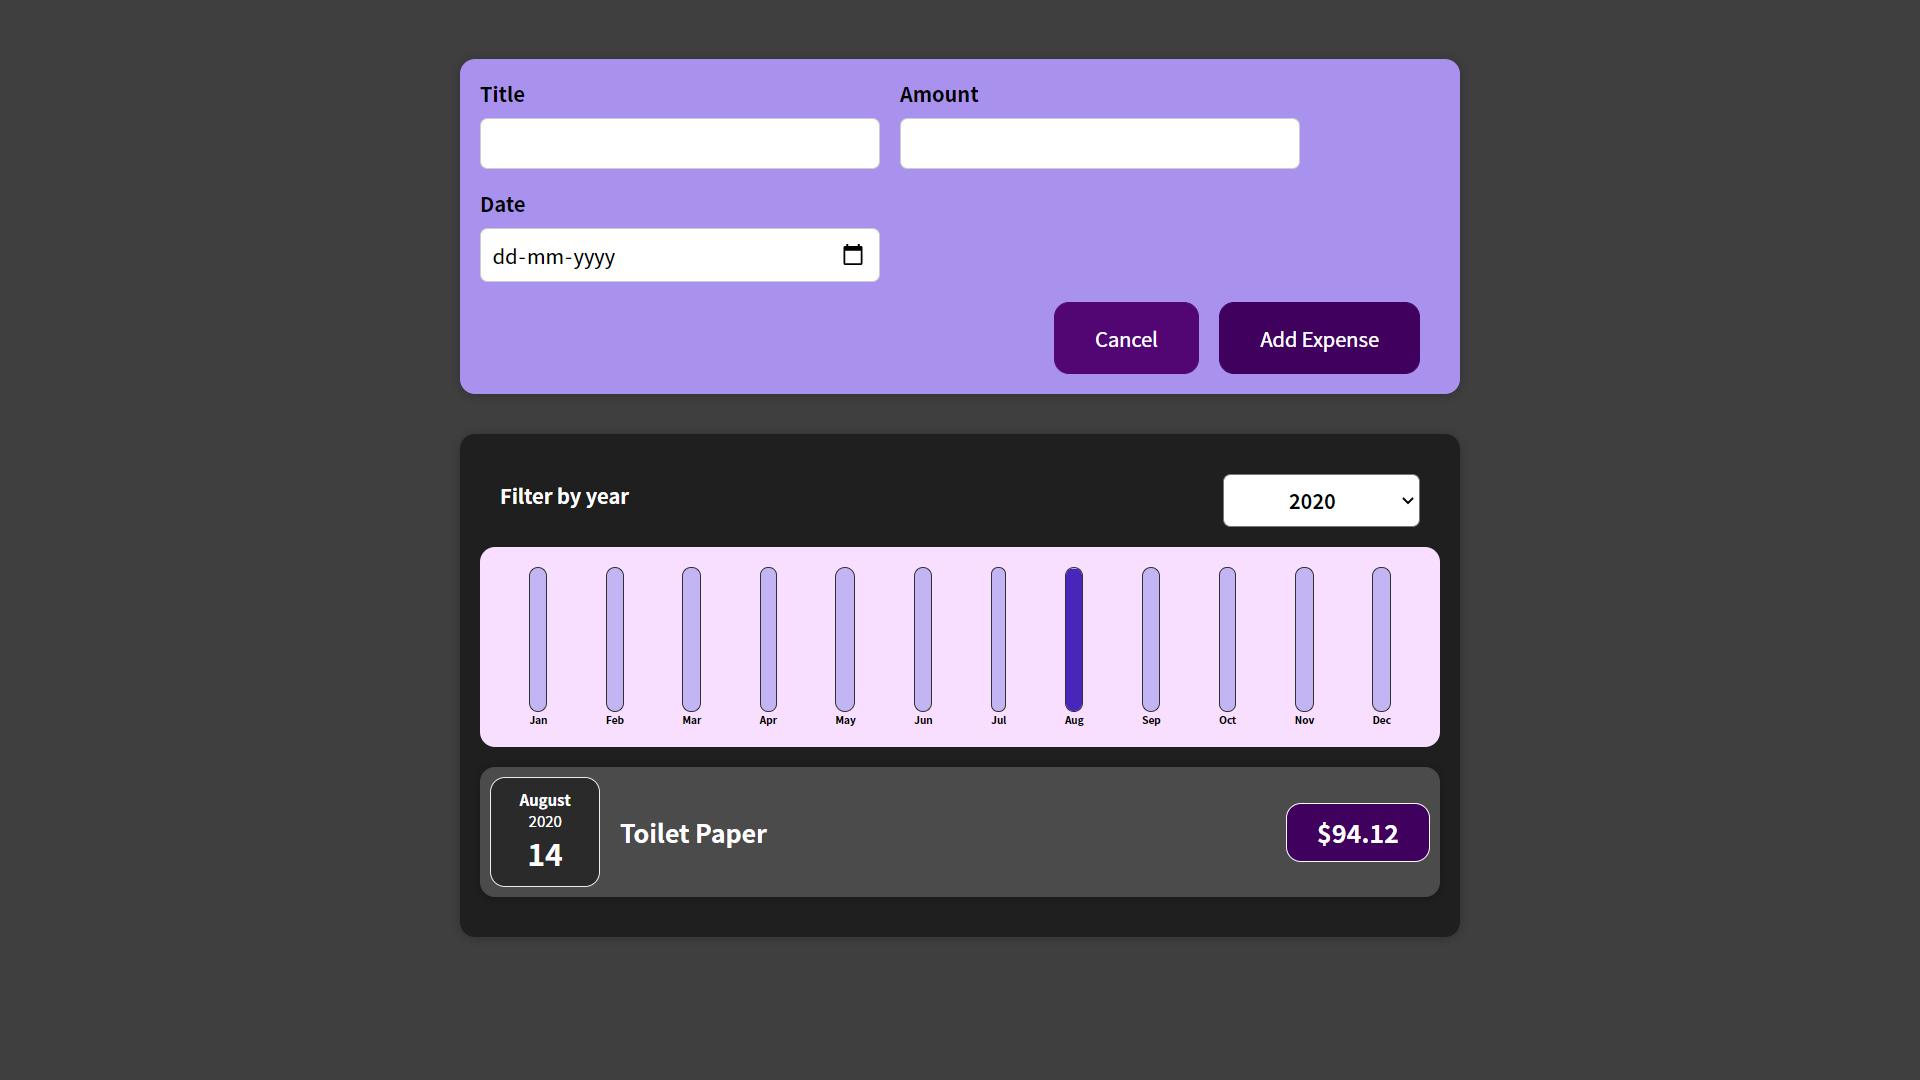 Title Amount
Date
dd-mm-yyyy
Cancel Add Expense
Filter by year 2020
Jan Feb Mar Apr May Jun Jul Aug Sep Oct Nov Dec
August
2020
14
Toilet Paper
$94.12